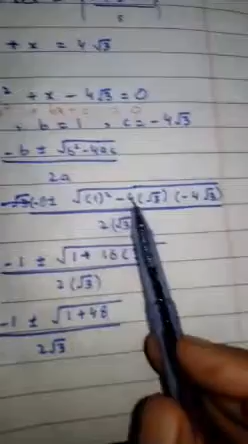 + x = 4√3
² + x - 4√3 = 0
, b = 1 , c = -4√3
-b ± √b²-4ac
2a
± √(1)² - 4(√3)(-4√3)
2(√3
-1 ± √1 + 16(
2(√3)
-1 ± √1+48
2√3